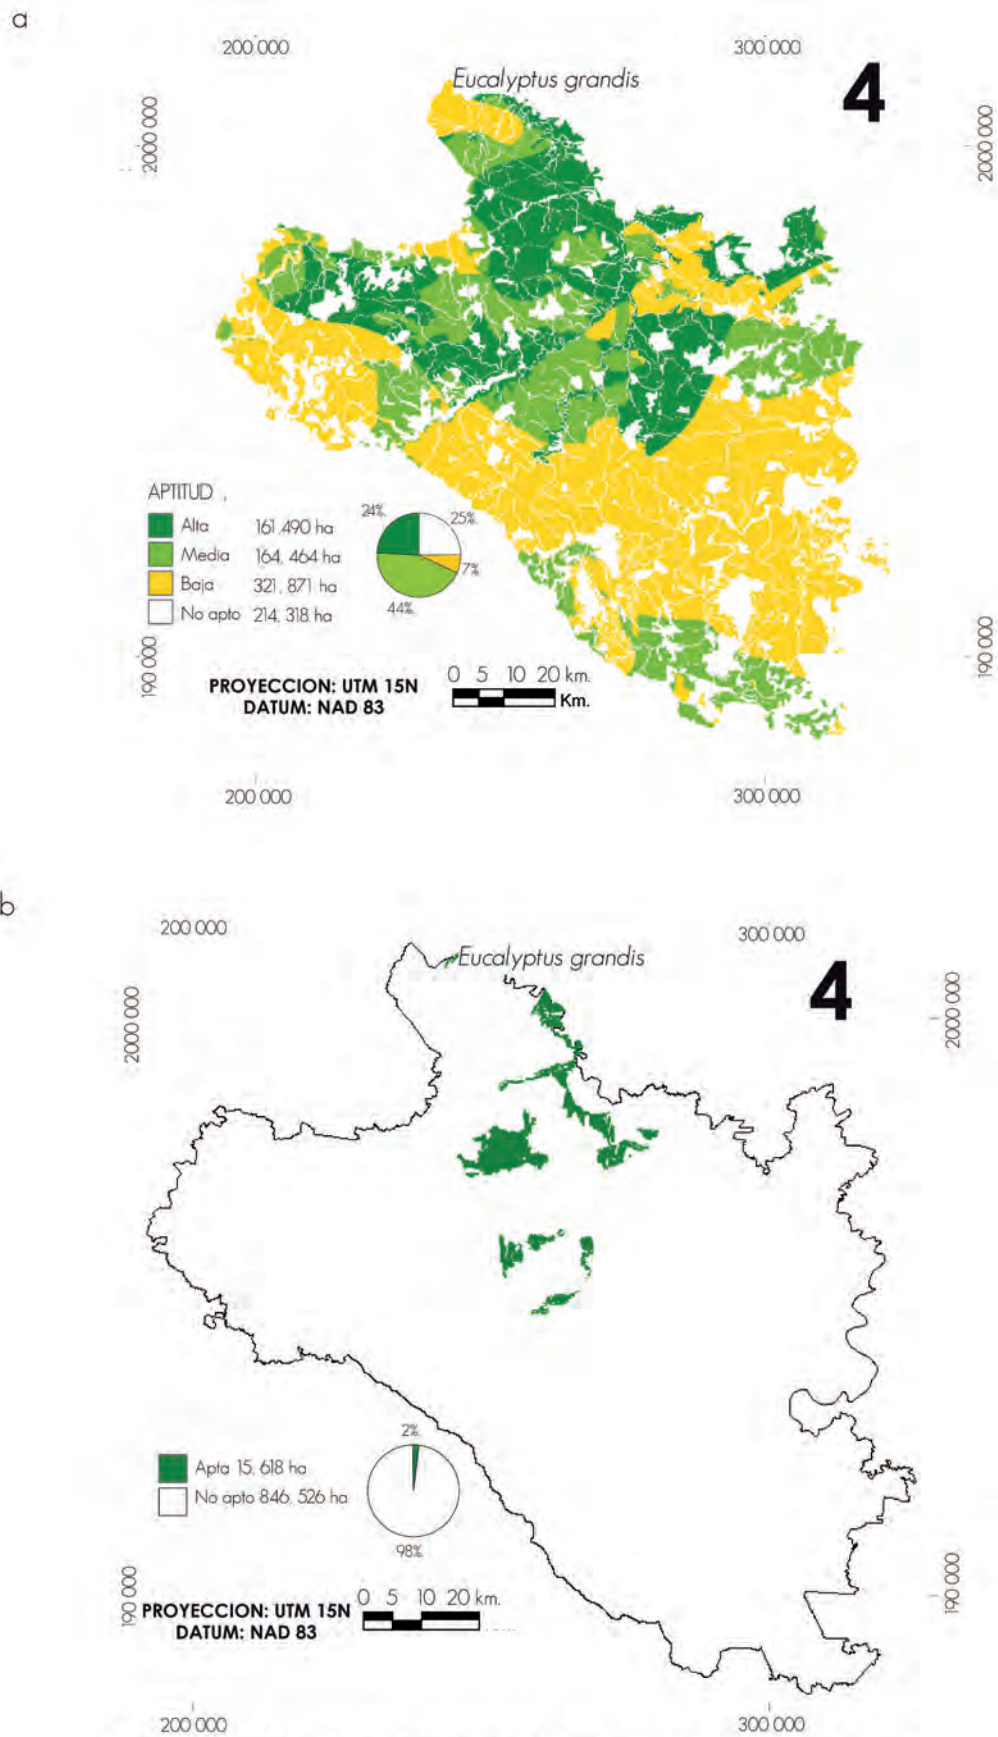 a
200 000 300 000
Eucalyptus grandis
4
2000 000 2000 000
APTITUD
Alta 161.490 ha
Media 164, 464 ha
Baja 321, 871 ha
No apto 214, 318 ha
24%
25%
7%
44%
190 000 190 000
PROYECCION: UTM 15N
DATUM: NAD 83
0 5 10 20 km.
Km.
200 000 300 000
b
200 000 300 000
Eucalyptus grandis
4
2000 000 2000 000
Apta 15, 618 ha
No apto 846, 526 ha
2%
98%
190 000 190 000
PROYECCION: UTM 15N
DATUM: NAD 83
0 5 10 20 km.
200 000 300 000